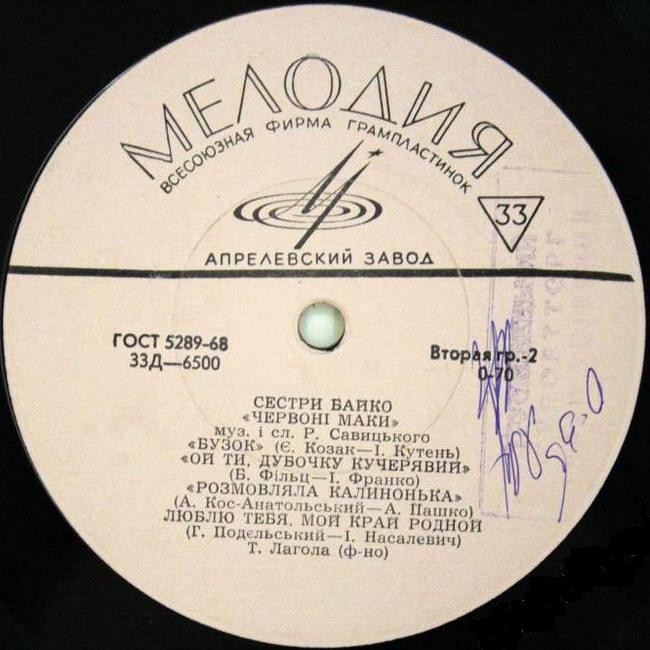 МЕЛОДИЯ
ВСЕСОЮЗНАЯ ФИРМА ГРАМПЛАСТИНОК
33
АПРЕЛЕВСКИЙ ЗАВОД
ГОСТ 5289-68
33Д—6500
Вторая гр.-2
0-70
СЕСТРИ БАЙКО
«ЧЕРВОНІ МАКИ»
муз. і сл. Р. Савицького
«БУЗОК» (Є. Козак—І. Кутень)
«ОЙ ТИ, ДУБОЧКУ КУЧЕРЯВИЙ»
(Б. Фільц—І. Франко)
«РОЗМОВЛЯЛА КАЛИНОНЬКА»
(А. Кос-Анатольський—А. Пашко)
ЛЮБЛЮ ТЕБЯ, МОЙ КРАЙ РОДНОЙ
(Г. Подєльський—І. Насалевич)
Т. Лагола (ф-но)